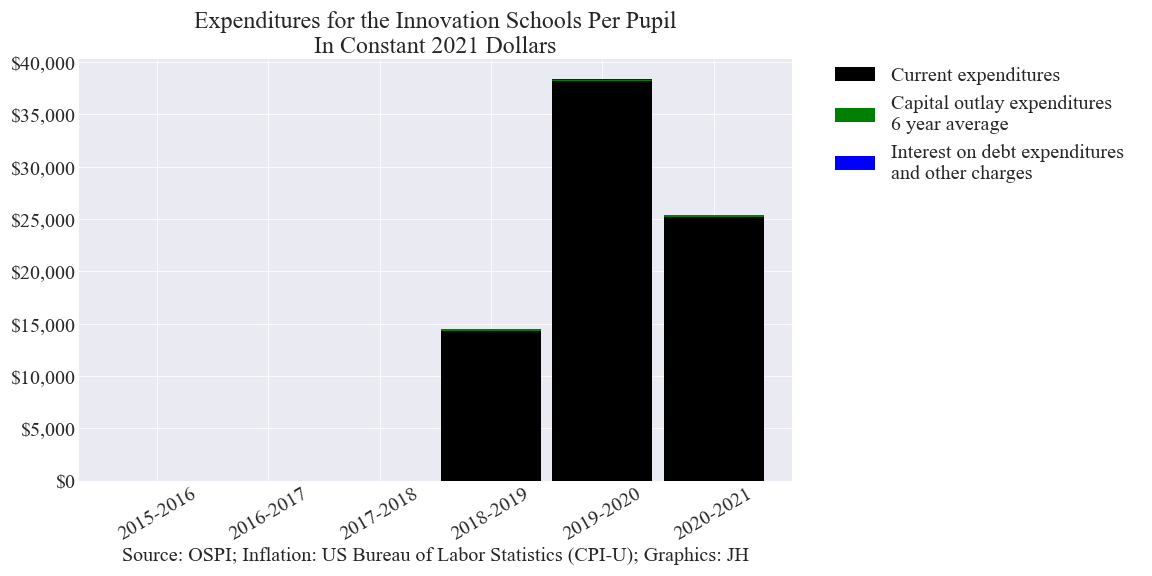 Expenditures for the Innovation Schools Per Pupil
In Constant 2021 Dollars
$40,000
$35,000
$30,000
$25,000
$20,000
$15,000
$10,000
$5,000
$0
2015-2016
2016-2017
2017-2018
2018-2019
2019-2020
2020-2021
Source: OSPI; Inflation: US Bureau of Labor Statistics (CPI-U); Graphics: JH
Current expenditures
Capital outlay expenditures
6 year average
Interest on debt expenditures
and other charges